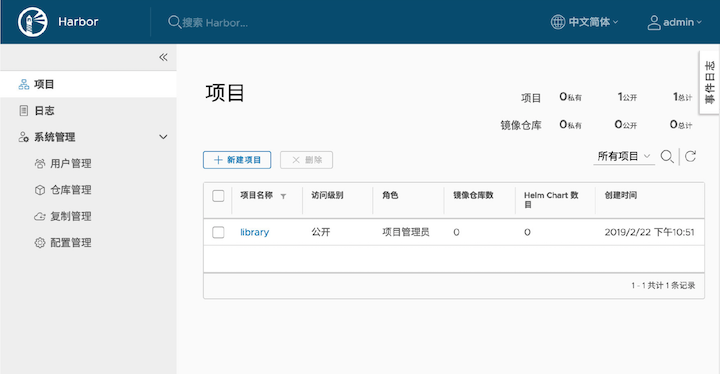 Harbor
搜索 Harbor...
中文简体
admin
事件日志
项目
日志
系统管理
用户管理
仓库管理
复制管理
配置管理
项目
项目 0私有 1公开 1总计
镜像仓库 0私有 0公开 0总计
+ 新建项目
× 删除
所有项目
项目名称 访问级别 角色 镜像仓库数 Helm Chart 数目 创建时间
library 公开 项目管理员 0 0 2019/2/22 下午10:51
1 - 1 共计 1 条记录